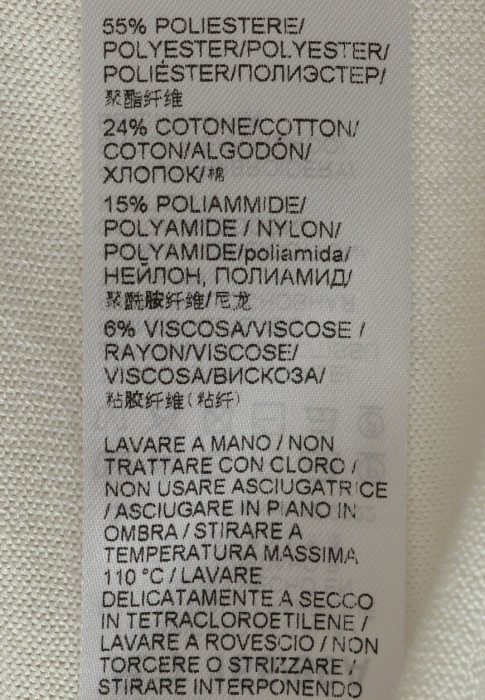 55% POLIESTERE/
POLYESTER/POLYESTER/
POLIÉSTER/ПОЛИЭСТЕР/
聚酯纤维
24% COTONE/COTTON/
COTON/ALGODÓN/
ХЛОПОК/棉
15% POLIAMMIDE/
POLYAMIDE / NYLON/
POLYAMIDE/poliamida/
НЕЙЛОН, ПОЛИАМИД/
聚酰胺纤维/尼龙
6% VISCOSA/VISCOSE /
RAYON/VISCOSE/
VISCOSA/ВИСКОЗА/
粘胶纤维（粘纤）
LAVARE A MANO / NON
TRATTARE CON CLORO /
NON USARE ASCIUGATRICE
/ ASCIUGARE IN PIANO IN
OMBRA / STIRARE A
TEMPERATURA MASSIMA
110 °C / LAVARE
DELICATAMENTE A SECCO
IN TETRACLOROETILENE /
LAVARE A ROVESCIO / NON
TORCERE O STRIZZARE /
STIRARE INTERPONENDO